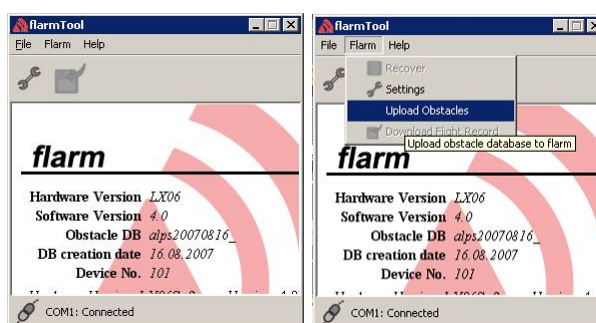 flarmTool
File Flarm Help
flarm
Hardware Version LX06
Software Version 4.0
Obstacle DB alps20070816_
DB creation date 16.08.2007
Device No. 101
COM1: Connected
flarmTool
File Flarm Help
Recover
Settings
Upload Obstacles
Download Flight Record
Upload obstacle database to flarm
flarm
Hardware Version LX06
Software Version 4.0
Obstacle DB alps20070816_
DB creation date 16.08.2007
Device No. 101
COM1: Connected